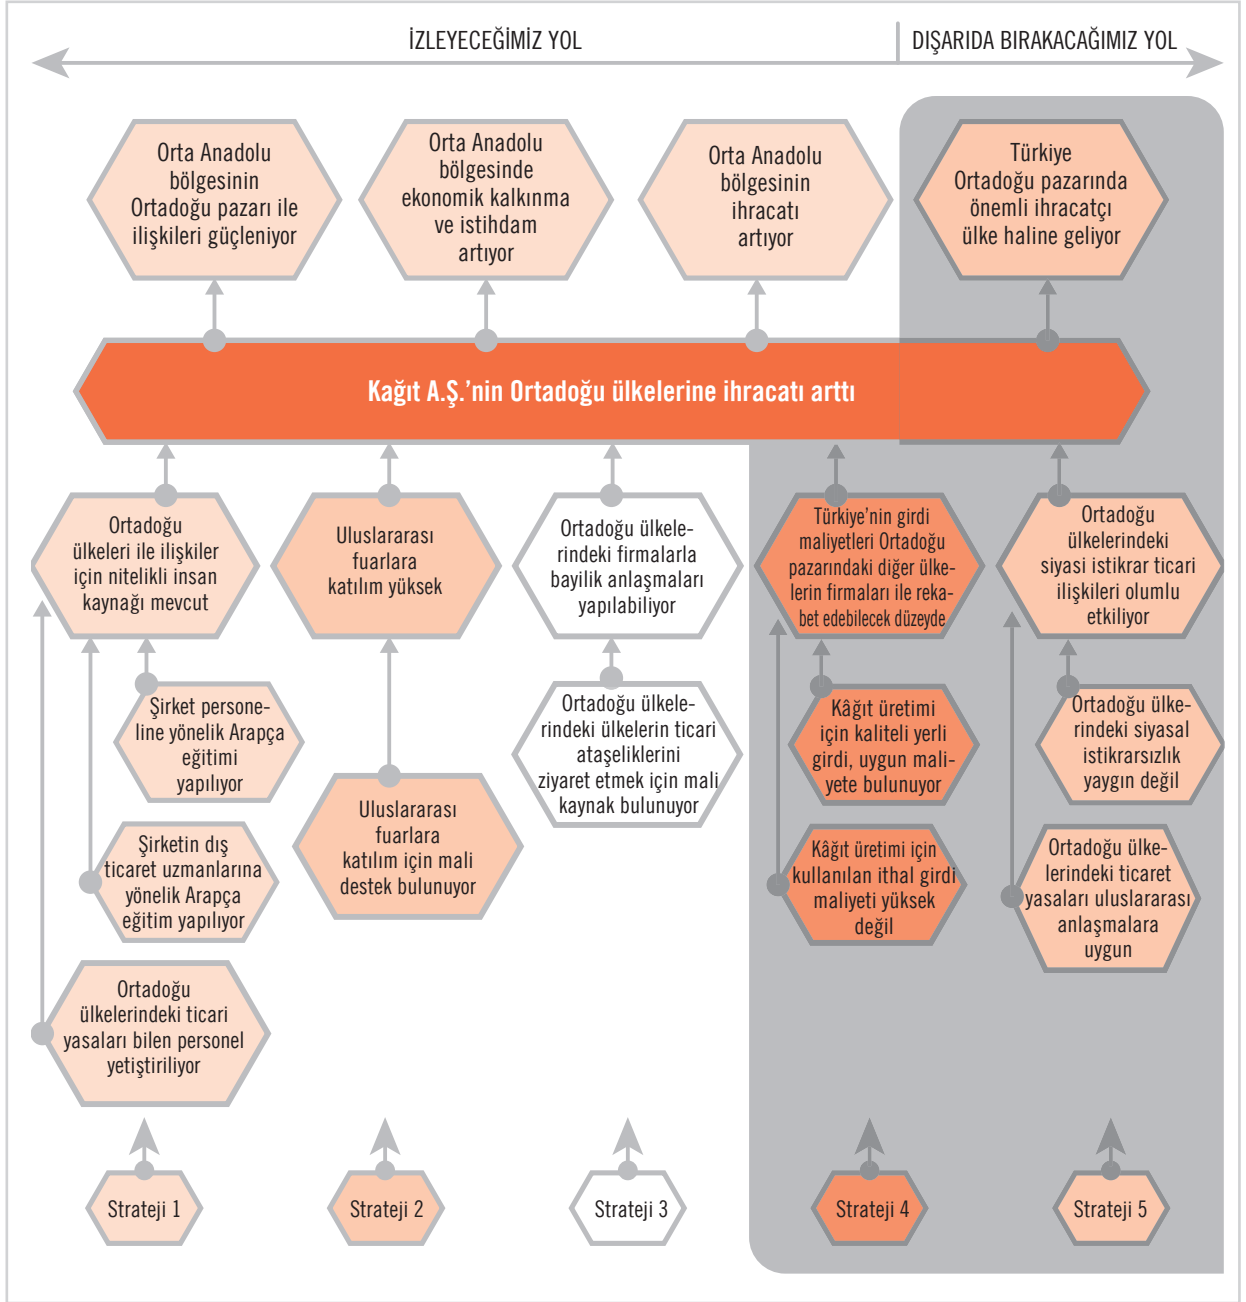 İZLEYECEĞİMİZ YOL
DIŞARIDA BIRAKACAĞIMIZ YOL
Orta Anadolu
bölgesinin
Ortadoğu pazarı ile
ilişkileri güçleniyor
Orta Anadolu
bölgesinde
ekonomik kalkınma
ve istihdam
artıyor
Orta Anadolu
bölgesinin
ihracatı
artıyor
Türkiye
Ortadoğu pazarında
önemli ihracatçı
ülke haline geliyor
Kağıt A.Ş.'nin Ortadoğu ülkelerine ihracatı arttı
Ortadoğu
ülkeleri ile ilişkiler
için nitelikli insan
kaynağı mevcut
Uluslararası
fuarlara
katılım yüksek
Ortadoğu ülkele-
rindeki firmalarla
bayilik anlaşmaları
yapılabiliyor
Türkiye'nin girdi
maliyetleri Ortadoğu
pazarındaki diğer ülke-
lerin firmaları ile reka-
bet edebilecek düzeyde
Ortadoğu
ülkelerindeki
siyasi istikrar ticari
ilişkileri olumlu
etkiliyor
Şirket persone-
line yönelik Arapça
eğitimi
yapılıyor
Ortadoğu ülkele-
rindeki ülkelerin ticari
ataşeliklerini
ziyaret etmek için mali
kaynak bulunuyor
Kâğıt üretimi
için kaliteli yerli
girdi, uygun mali-
yete bulunuyor
Ortadoğu ülke-
rindeki siyasal
istikrarsızlık
yaygın değil
Şirketin dış
ticaret uzmanlarına
yönelik Arapça
eğitim yapılıyor
Uluslararası
fuarlara
katılım için mali
destek bulunuyor
Kâğıt üretimi için
kullanılan ithal girdi
maliyeti yüksek
değil
Ortadoğu ülke-
lerindeki ticaret
yasaları uluslararası
anlaşmalara
uygun
Ortadoğu
ülkelerindeki ticari
yasaları bilen personel
yetiştiriliyor
Strateji 1
Strateji 2
Strateji 3
Strateji 4
Strateji 5